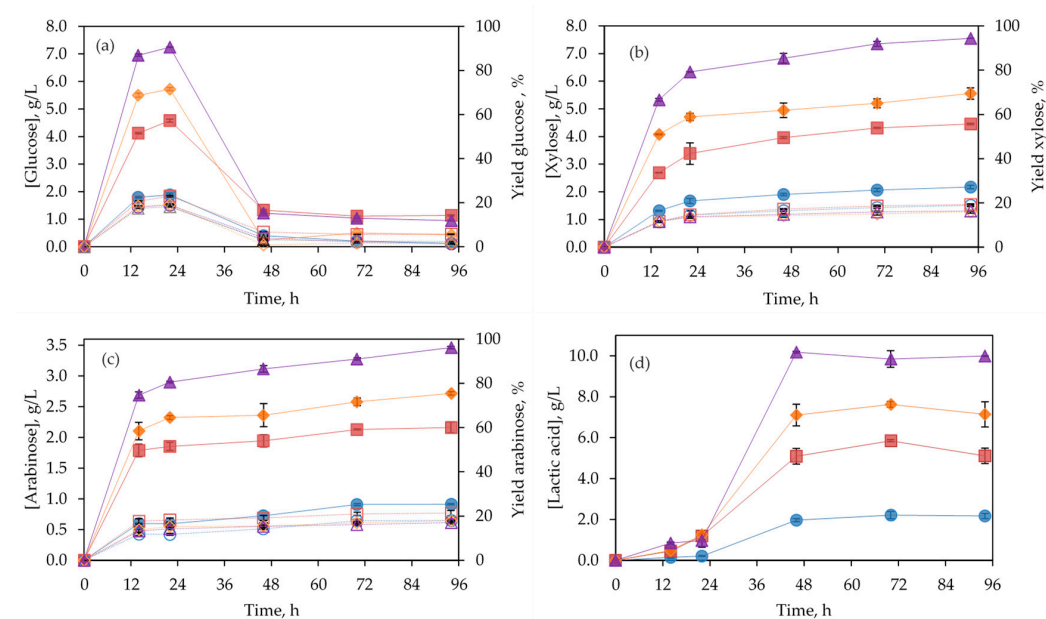 (a)
8.0
7.0
6.0
5.0
4.0
3.0
2.0
1.0
0.0
[Glucose], g/L
100
80
60
40
20
0
Yield glucose , %
0 12 24 36 48 60 72 84 96
Time, h
(b)
8.0
7.0
6.0
5.0
4.0
3.0
2.0
1.0
0.0
[Xylose], g/L
100
80
60
40
20
0
Yield xylose, %
0 12 24 36 48 60 72 84 96
Time, h
(c)
3.5
3.0
2.5
2.0
1.5
1.0
0.5
0.0
[Arabinose], g/L
100
80
60
40
20
0
Yield arabinose, %
0 12 24 36 48 60 72 84 96
Time, h
(d)
10.0
8.0
6.0
4.0
2.0
0.0
[Lactic acid], g/L
0 12 24 36 48 60 72 84 96
Time, h